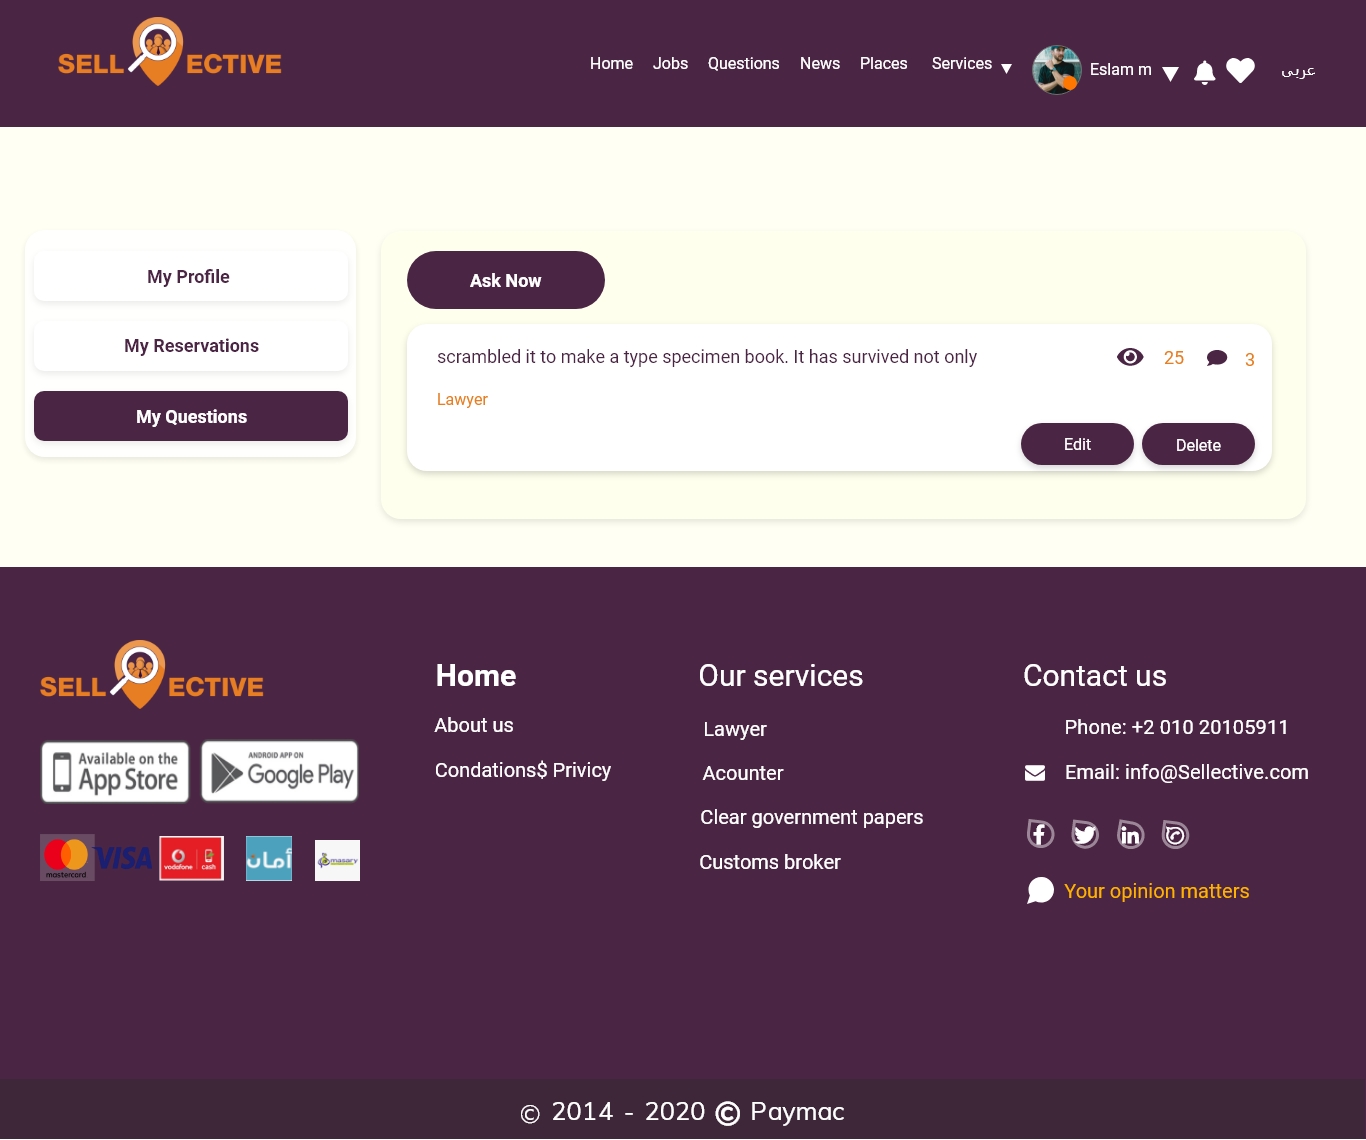 SELL ECTIVE
Home Jobs Questions News Places Services Eslam m عربى
My Profile
My Reservations
My Questions
Ask Now
scrambled it to make a type specimen book. It has survived not only 25 3
Lawyer
Edit Delete
SELL ECTIVE
Available on the
App Store
ANDROID APP ON
Google Play
mastercard
VISA
vodafone cash
أمان
masary
Home
About us
Condations$ Privicy
Our services
Lawyer
Acounter
Clear government papers
Customs broker
Contact us
Phone: +2 010 20105911
Email: info@Sellective.com
Your opinion matters
© 2014 - 2020 © Paymac